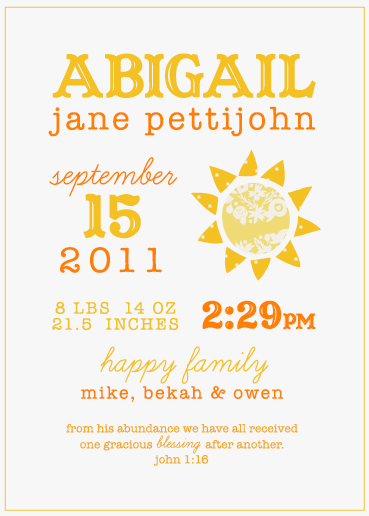 ABIGAIL
jane pettijohn
september
15
2011
8 LBS 14 OZ
21.5 INCHES
2:29PM
happy family
mike, bekah & owen
from his abundance we have all received
one gracious blessing after another.
john 1:16